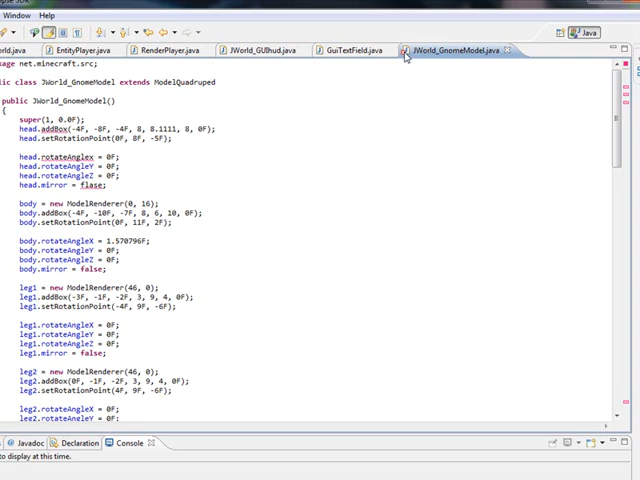 Window Help
Java
orld.java EntityPlayer.java RenderPlayer.java JWorld_GUIhud.java GuiTextField.java JWorld_GnomeModel.java
kage net.minecraft.src;
lic class JWorld_GnomeModel extends ModelQuadruped
public JWorld_GnomeModel()
{
super(1, 0.0F);
head.addBox(-4F, -8F, -4F, 8, 8.1111, 8, 0F);
head.setRotationPoint(0F, 8F, -5F);
head.rotateAnglex = 0F;
head.rotateAngleY = 0F;
head.rotateAngleZ = 0F;
head.mirror = flase;
body = new ModelRenderer(0, 16);
body.addBox(-4F, -10F, -7F, 8, 6, 10, 0F);
body.setRotationPoint(0F, 11F, 2F);
body.rotateAngleX = 1.570796F;
body.rotateAngleY = 0F;
body.rotateAngleZ = 0F;
body.mirror = false;
leg1 = new ModelRenderer(46, 0);
leg1.addBox(-3F, -1F, -2F, 3, 9, 4, 0F);
leg1.setRotationPoint(-4F, 9F, -6F);
leg1.rotateAngleX = 0F;
leg1.rotateAngleY = 0F;
leg1.rotateAngleZ = 0F;
leg1.mirror = false;
leg2 = new ModelRenderer(46, 0);
leg2.addBox(0F, -1F, -2F, 3, 9, 4, 0F);
leg2.setRotationPoint(4F, 9F, -6F);
leg2.rotateAngleX = 0F;
leg2.rotateAngleY = 0F;
Javadoc Declaration Console
to display at this time.